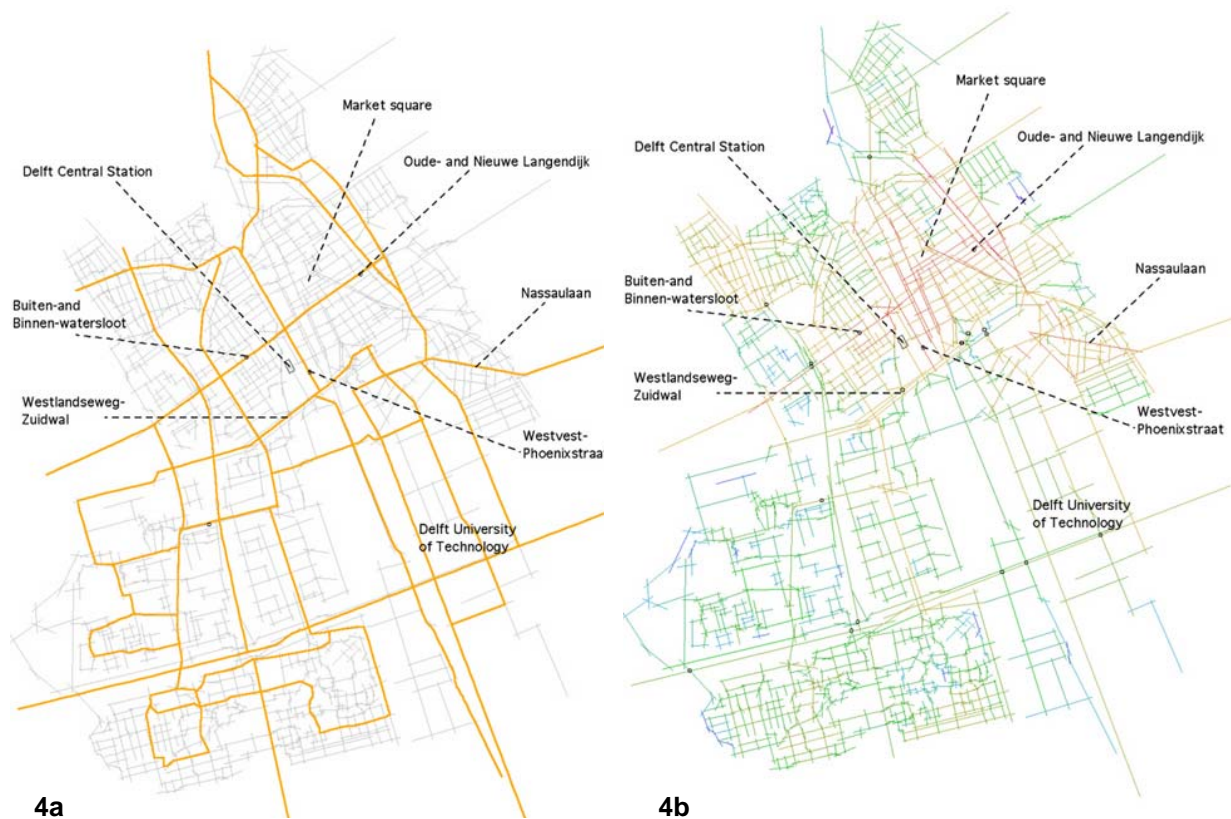 Market square
Delft Central Station
Oude- and Nieuwe Langendijk
Buiten-and
Binnen-watersloot
Nassaulaan
Westlandseweg-
Zuidwal
Westvest-
Phoenixstraat
Delft University
of Technology
4a
Market square
Delft Central Station
Oude- and Nieuwe Langendijk
Buiten-and
Binnen-watersloot
Nassaulaan
Westlandseweg-
Zuidwal
Westvest-
Phoenixstraat
Delft University
of Technology
4b